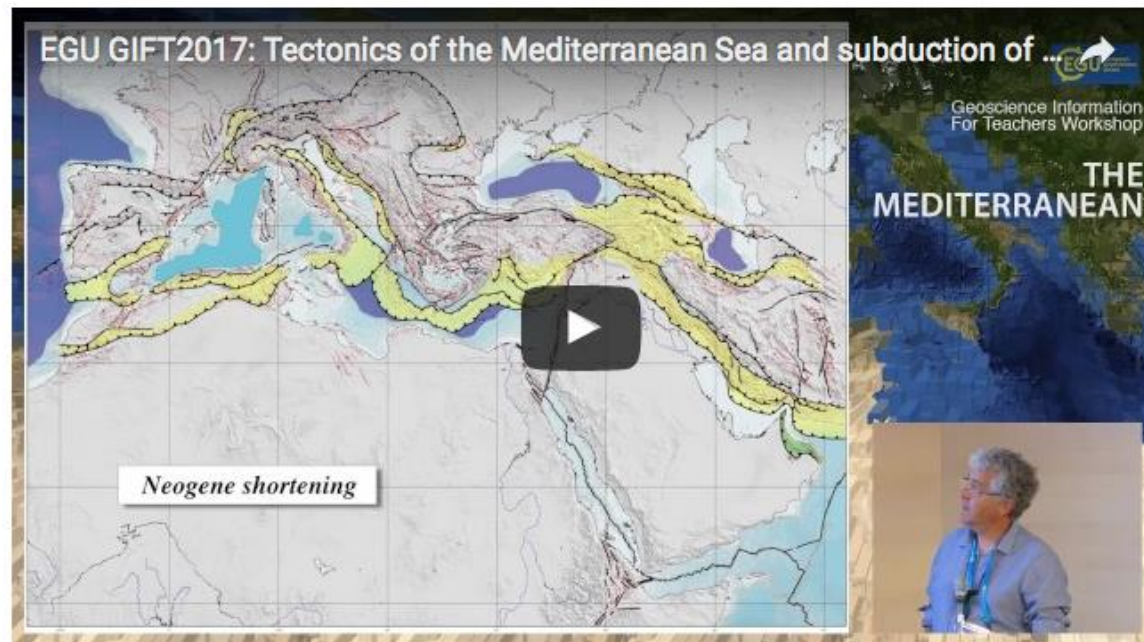 EGU GIFT2017: Tectonics of the Mediterranean Sea and subduction of ...
EGU
Geoscience Information
For Teachers Workshop
THE
MEDITERRANEAN
Neogene shortening